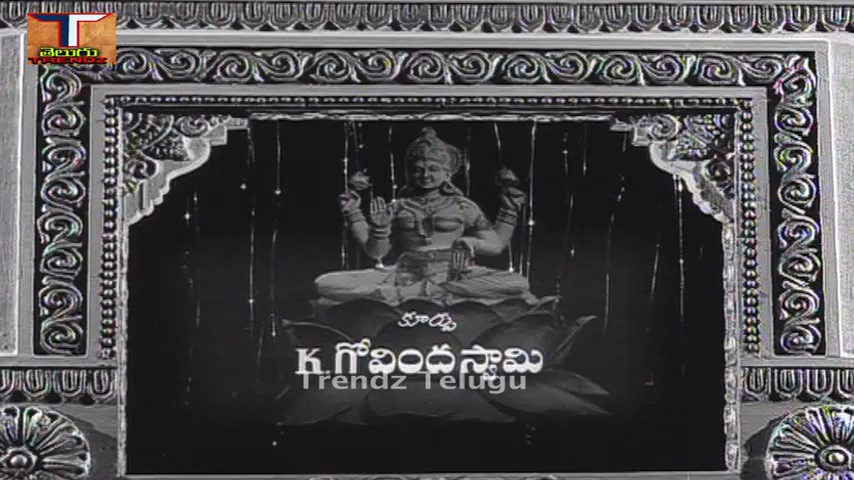 T
తెలుగు
TRENDZ
కూర్పు
K. గోవిందస్వామి
Trendz Telugu